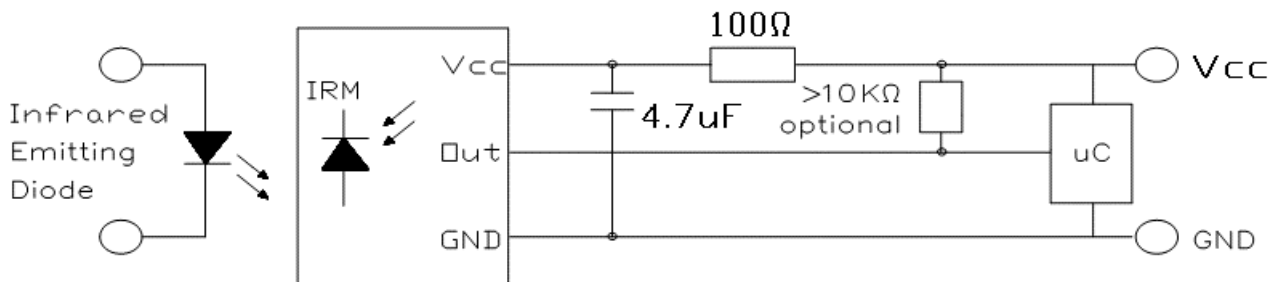 Infrared
Emitting
Diode
IRM
Vcc
Out
GND
4.7uF
100Ω
>10KΩ
optional
uC
Vcc
GND